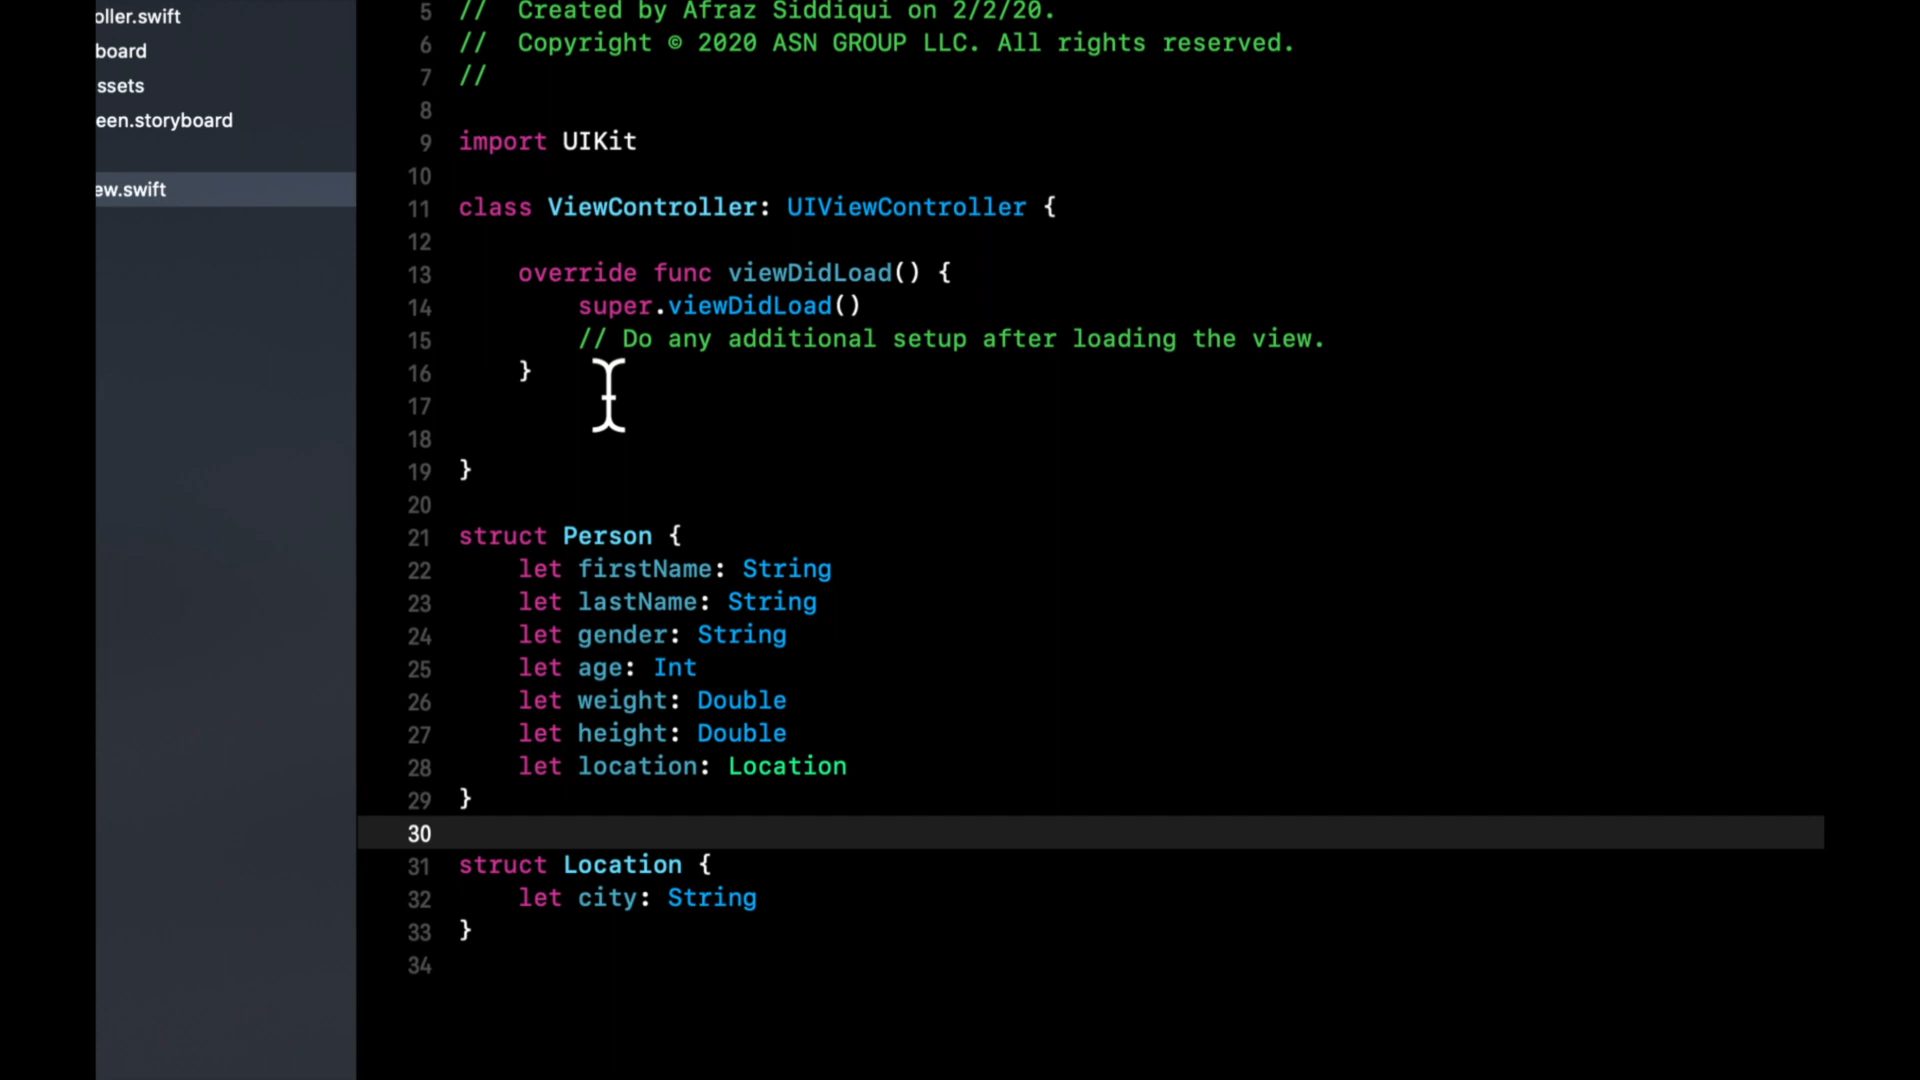 oller.swift
board
ssets
een.storyboard
ew.swift
5 //  Created by Afraz Siddiqui on 2/2/20.
6 //  Copyright © 2020 ASN GROUP LLC. All rights reserved.
7 //
8
9 import UIKit
10
11 class ViewController: UIViewController {
12
13     override func viewDidLoad() {
14         super.viewDidLoad()
15         // Do any additional setup after loading the view.
16     }
17
18
19 }
20
21 struct Person {
22     let firstName: String
23     let lastName: String
24     let gender: String
25     let age: Int
26     let weight: Double
27     let height: Double
28     let location: Location
29 }
30
31 struct Location {
32     let city: String
33 }
34